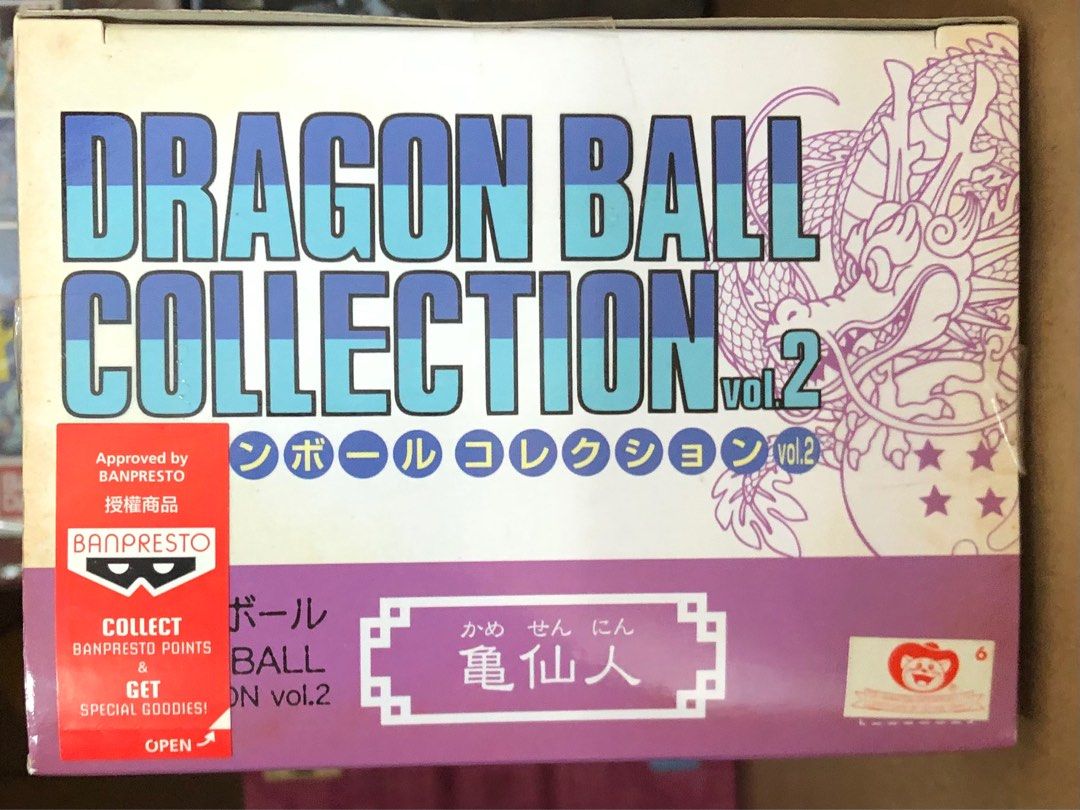 DRAGON BALL
COLLECTION vol.2
ンボール コレクション vol.2
Approved by
BANPRESTO
授權商品
BANPRESTO
COLLECT
BANPRESTO POINTS
&
GET
SPECIAL GOODIES!
OPEN
ボール
BALL
ON vol.2
かめ せん にん
亀仙人
6